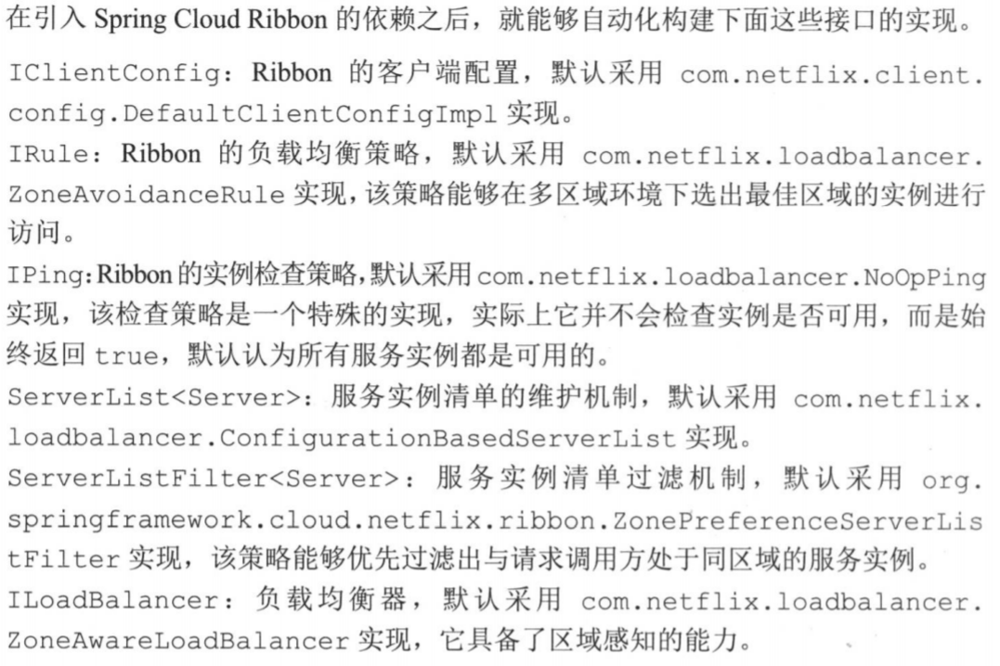 在引入 Spring Cloud Ribbon 的依赖之后，就能够自动化构建下面这些接口的实现。
IClientConfig：Ribbon 的客户端配置，默认采用 com.netflix.client.
config.DefaultClientConfigImpl 实现。
IRule：Ribbon 的负载均衡策略，默认采用 com.netflix.loadbalancer.
ZoneAvoidanceRule 实现，该策略能够在多区域环境下选出最佳区域的实例进行
访问。
IPing：Ribbon 的实例检查策略，默认采用 com.netflix.loadbalancer.NoOpPing
实现，该检查策略是一个特殊的实现，实际上它并不会检查实例是否可用，而是始
终返回 true，默认认为所有服务实例都是可用的。
ServerList<Server>：服务实例清单的维护机制，默认采用 com.netflix.
loadbalancer.ConfigurationBasedServerList 实现。
ServerListFilter<Server>：服务实例清单过滤机制，默认采用 org.
springframework.cloud.netflix.ribbon.ZonePreferenceServerLis
tFilter 实现，该策略能够优先过滤出与请求调用方处于同区域的服务实例。
ILoadBalancer：负载均衡器，默认采用 com.netflix.loadbalancer.
ZoneAwareLoadBalancer 实现，它具备了区域感知的能力。